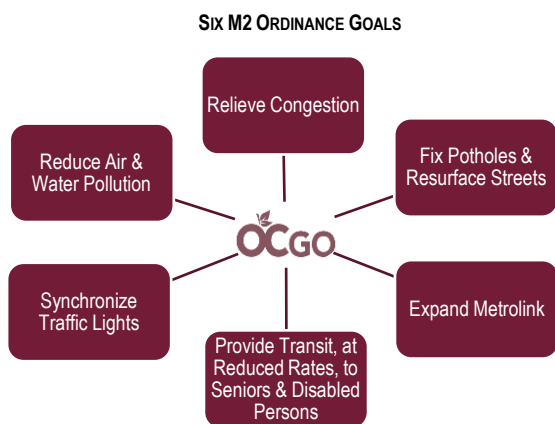 SIX M2 ORDINANCE GOALS
Relieve Congestion
Fix Potholes &
Resurface Streets
Expand Metrolink
Provide Transit, at
Reduced Rates, to
Seniors & Disabled
Persons
Synchronize
Traffic Lights
Reduce Air &
Water Pollution
OCGO